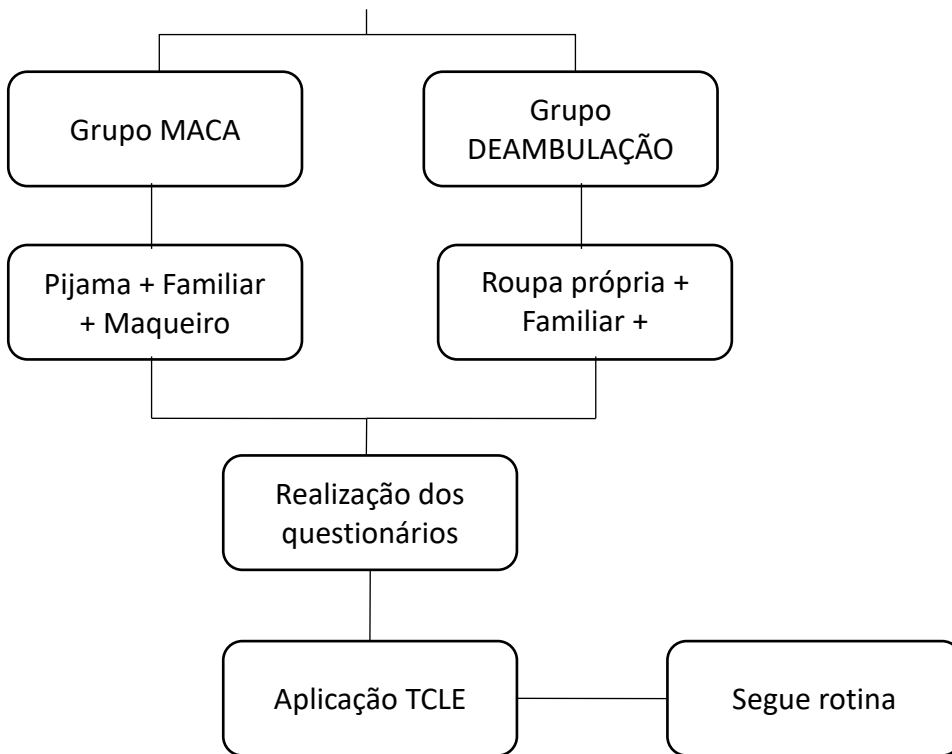 Grupo MACA
Grupo
DEAMBULAÇÃO
Pijama + Familiar
+ Maqueiro
Roupa própria +
Familiar +
Realização dos
questionários
Aplicação TCLE
Segue rotina